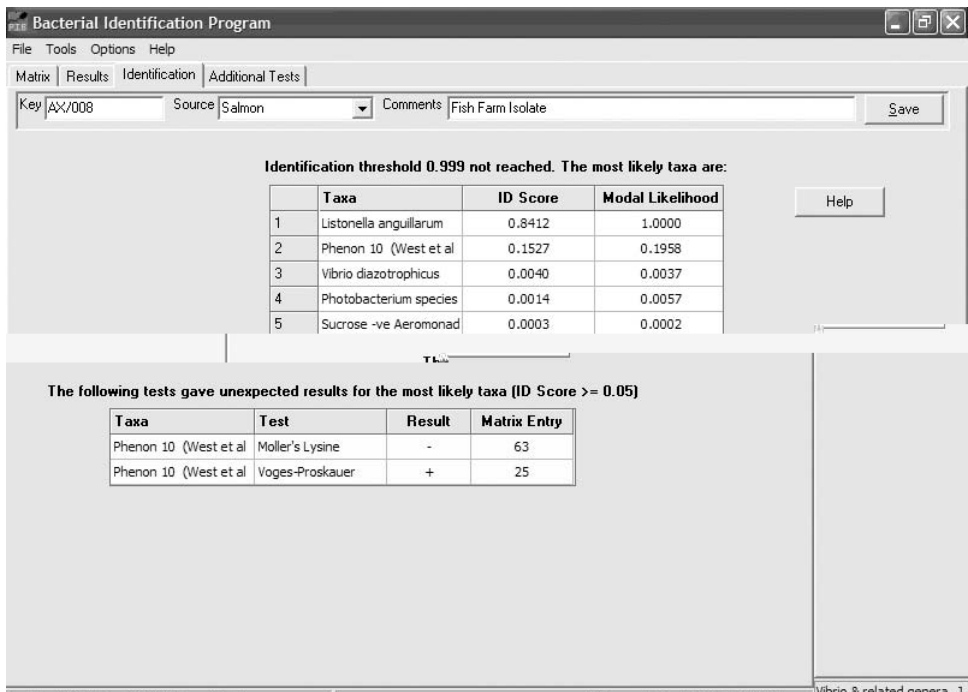 Bacterial Identification Program
File Tools Options Help
Matrix Results Identification Additional Tests
Key AX/008 Source Salmon Comments Fish Farm Isolate Save
Identification threshold 0.999 not reached. The most likely taxa are:
Taxa ID Score Modal Likelihood
Help
1 Listonella anguillarum 0.8412 1.0000
2 Phenon 10 (West et al 0.1527 0.1958
3 Vibrio diazotrophicus 0.0040 0.0037
4 Photobacterium species 0.0014 0.0057
5 Sucrose -ve Aeromonad 0.0003 0.0002
The following tests gave unexpected results for the most likely taxa (ID Score >= 0.05)
Taxa Test Result Matrix Entry
Phenon 10 (West et al Moller's Lysine - 63
Phenon 10 (West et al Voges-Proskauer + 25
Vibrio & related genera